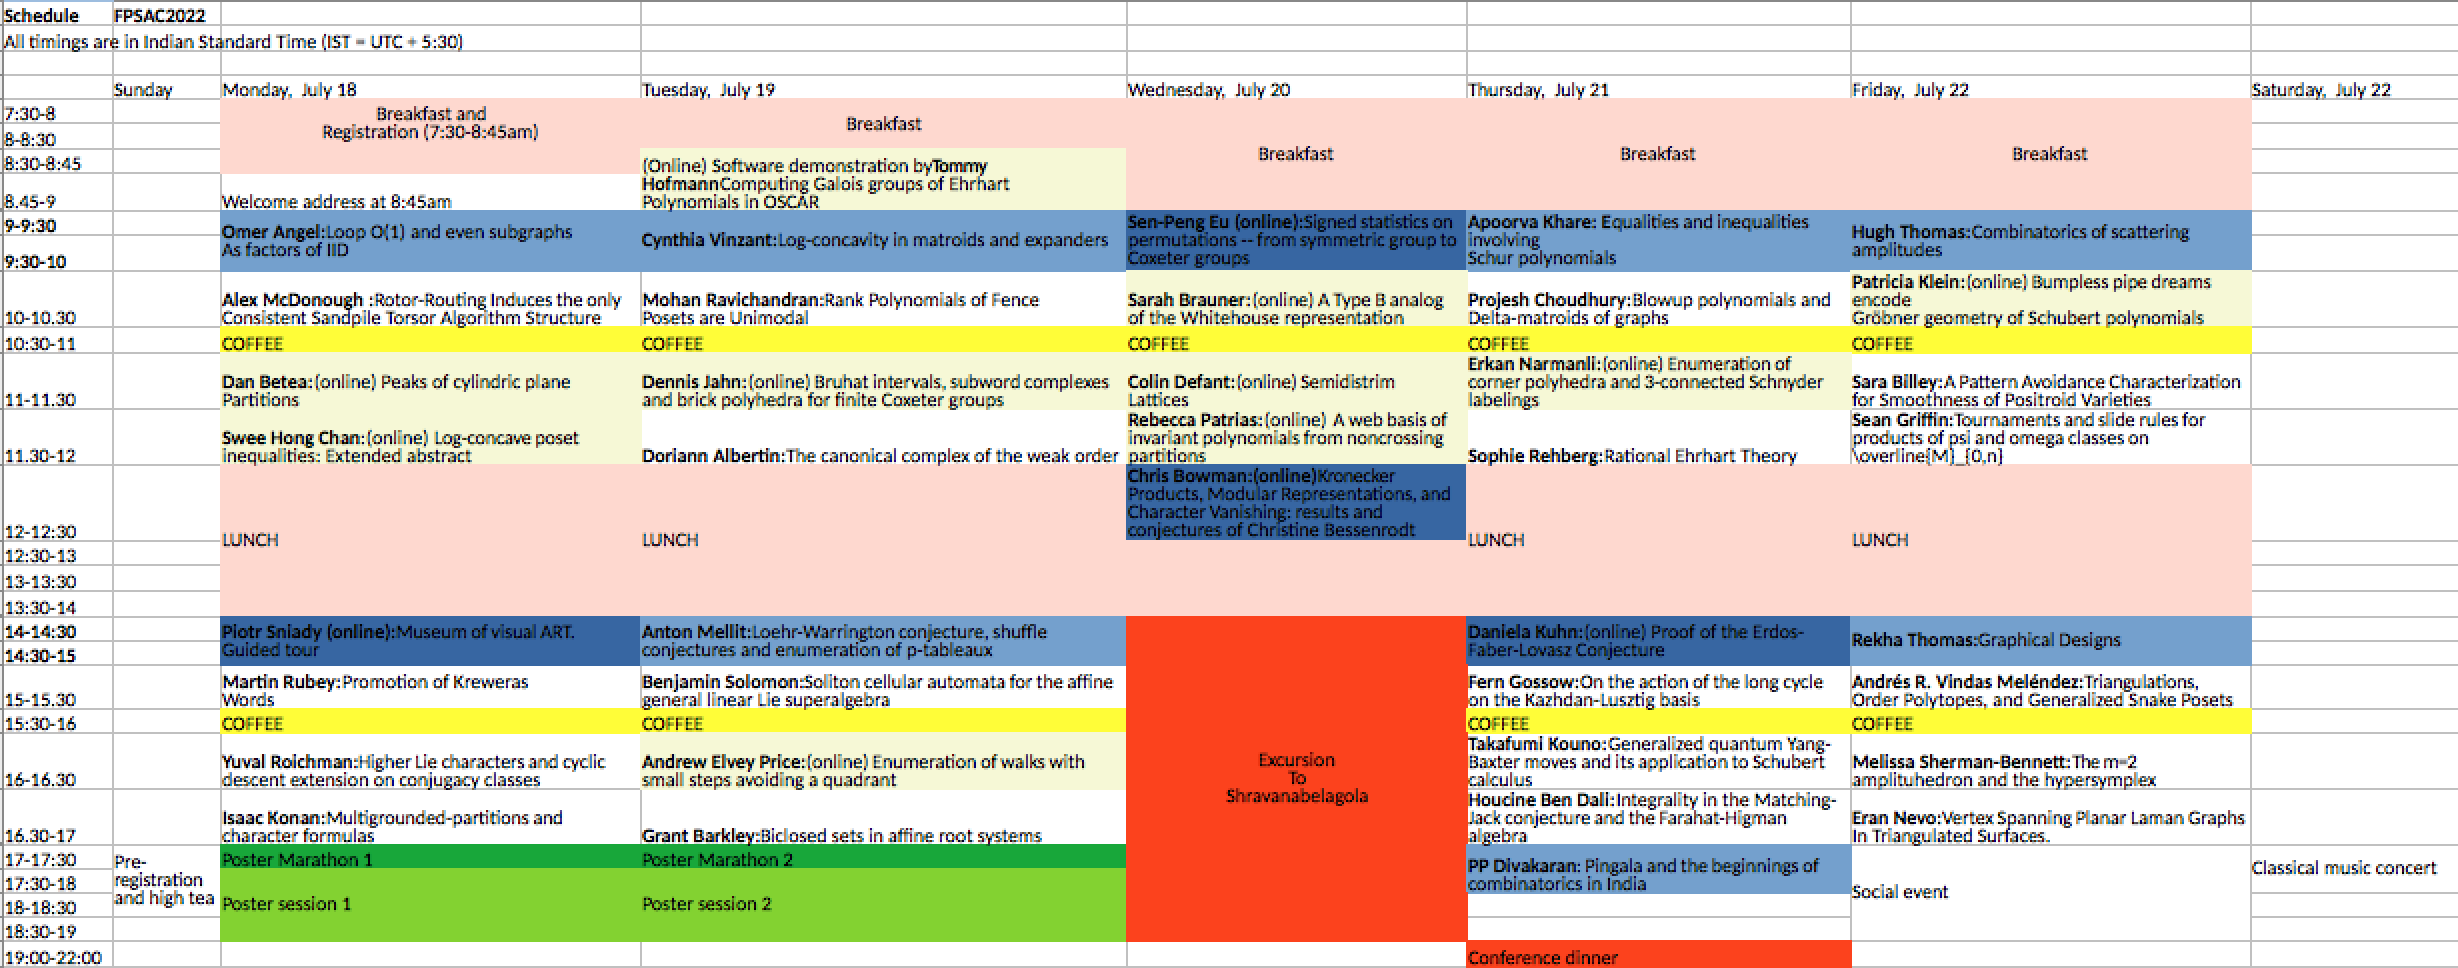 Schedule FPSAC2022
All timings are in Indian Standard Time (IST = UTC + 5:30)
Sunday Monday, July 18 Tuesday, July 19 Wednesday, July 20 Thursday, July 21 Friday, July 22 Saturday, July 22
7:30-8
8-8:30
8:30-8:45
8.45-9
Breakfast and
Registration (7:30-8:45am)
Welcome address at 8:45am
Breakfast
(Online) Software demonstration byTommy
HofmannComputing Galois groups of Ehrhart
Polynomials in OSCAR
Breakfast
Breakfast
Breakfast
9-9:30
9:30-10
Omer Angel:Loop O(1) and even subgraphs
As factors of IID
Cynthia Vinzant:Log-concavity in matroids and expanders
Sen-Peng Eu (online):Signed statistics on
permutations -- from symmetric group to
Coxeter groups
Apoorva Khare: Equalities and inequalities
involving
Schur polynomials
Hugh Thomas:Combinatorics of scattering
amplitudes
10-10.30
Alex McDonough :Rotor-Routing Induces the only
Consistent Sandpile Torsor Algorithm Structure
Mohan Ravichandran:Rank Polynomials of Fence
Posets are Unimodal
Sarah Brauner:(online) A Type B analog
of the Whitehouse representation
Projesh Choudhury:Blowup polynomials and
Delta-matroids of graphs
Patricia Klein:(online) Bumpless pipe dreams
encode
Gröbner geometry of Schubert polynomials
10:30-11 COFFEE COFFEE COFFEE COFFEE COFFEE
11-11.30
Dan Betea:(online) Peaks of cylindric plane
Partitions
Dennis Jahn:(online) Bruhat intervals, subword complexes
and brick polyhedra for finite Coxeter groups
Colin Defant:(online) Semidistrim
Lattices
Erkan Narmanli:(online) Enumeration of
corner polyhedra and 3-connected Schnyder
labelings
Sara Billey:A Pattern Avoidance Characterization
for Smoothness of Positroid Varieties
11.30-12
Swee Hong Chan:(online) Log-concave poset
inequalities: Extended abstract
Doriann Albertin:The canonical complex of the weak order
Rebecca Patrias:(online) A web basis of
invariant polynomials from noncrossing
partitions
Sophie Rehberg:Rational Ehrhart Theory
Sean Griffin:Tournaments and slide rules for
products of psi and omega classes on
\overline{M}_{0,n}
12-12:30
12:30-13
13-13:30
13:30-14
LUNCH
LUNCH
Chris Bowman:(online)Kronecker
Products, Modular Representations, and
Character Vanishing: results and
conjectures of Christine Bessenrodt
LUNCH
LUNCH
14-14:30
14:30-15
Piotr Sniady (online):Museum of visual ART.
Guided tour
Anton Mellit:Loehr-Warrington conjecture, shuffle
conjectures and enumeration of p-tableaux
Daniela Kuhn:(online) Proof of the Erdos-
Faber-Lovasz Conjecture
Rekha Thomas:Graphical Designs
15-15.30
Martin Rubey:Promotion of Kreweras
Words
Benjamin Solomon:Soliton cellular automata for the affine
general linear Lie superalgebra
Fern Gossow:On the action of the long cycle
on the Kazhdan-Lusztig basis
Andrés R. Vindas Meléndez:Triangulations,
Order Polytopes, and Generalized Snake Posets
15:30-16 COFFEE COFFEE COFFEE COFFEE
16-16.30
Yuval Roichman:Higher Lie characters and cyclic
descent extension on conjugacy classes
Andrew Elvey Price:(online) Enumeration of walks with
small steps avoiding a quadrant
Excursion
To
Shravanabelagola
Takafumi Kouno:Generalized quantum Yang-
Baxter moves and its application to Schubert
calculus
Melissa Sherman-Bennett:The m=2
amplituhedron and the hypersymplex
16.30-17
Isaac Konan:Multigrounded-partitions and
character formulas
Grant Barkley:Biclosed sets in affine root systems
Houcine Ben Dali:Integrality in the Matching-
Jack conjecture and the Farahat-Higman
algebra
Eran Nevo:Vertex Spanning Planar Laman Graphs
In Triangulated Surfaces.
17-17:30
17:30-18
18-18:30
18:30-19
Pre-
registration
and high tea
Poster Marathon 1
Poster session 1
Poster Marathon 2
Poster session 2
PP Divakaran: Pingala and the beginnings of
combinatorics in India
Social event
Classical music concert
19:00-22:00 Conference dinner